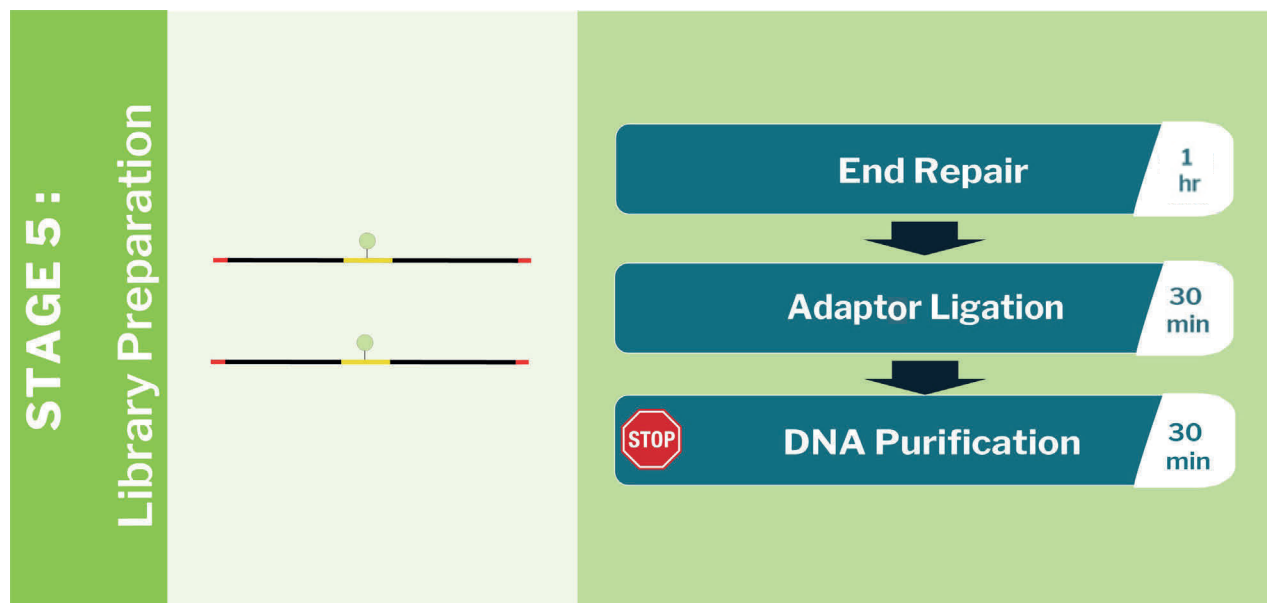 STAGE 5:
Library Preparation
End Repair
1
hr
Adaptor Ligation
30
min
STOP
DNA Purification
30
min